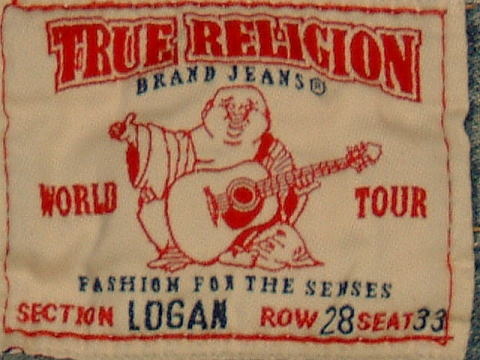 TRUE RELIGION
BRAND JEANS®
WORLD TOUR
FASHION FOR THE SENSES
SECTION LOGAN ROW 28 SEAT 33